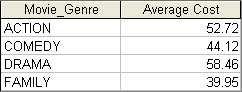 Movie_Genre Average Cost
ACTION 52.72
COMEDY 44.12
DRAMA 58.46
FAMILY 39.95